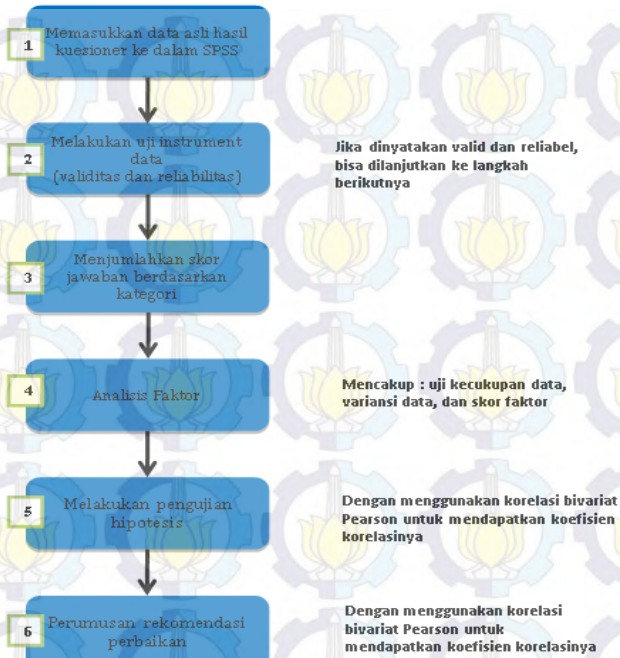 1
Memasukkan data asli hasil
kuesioner ke dalam SPSS
2
Melakukan uji instrument
data
(validitas dan reliabilitas)
Jika dinyatakan valid dan reliabel,
bisa dilanjutkan ke langkah
berikutnya
3
Menjumlahkan skor
jawaban berdasarkan
kategori
4
Analisis Faktor
Mencakup : uji kecukupan data,
variansi data, dan skor faktor
5
Melakukan pengujian
hipotesis
Dengan menggunakan korelasi bivariat
Pearson untuk mendapatkan koefisien
korelasinya
6
Perumusan rekomendasi
perbaikan
Dengan menggunakan korelasi
bivariat Pearson untuk
mendapatkan koefisien korelasinya